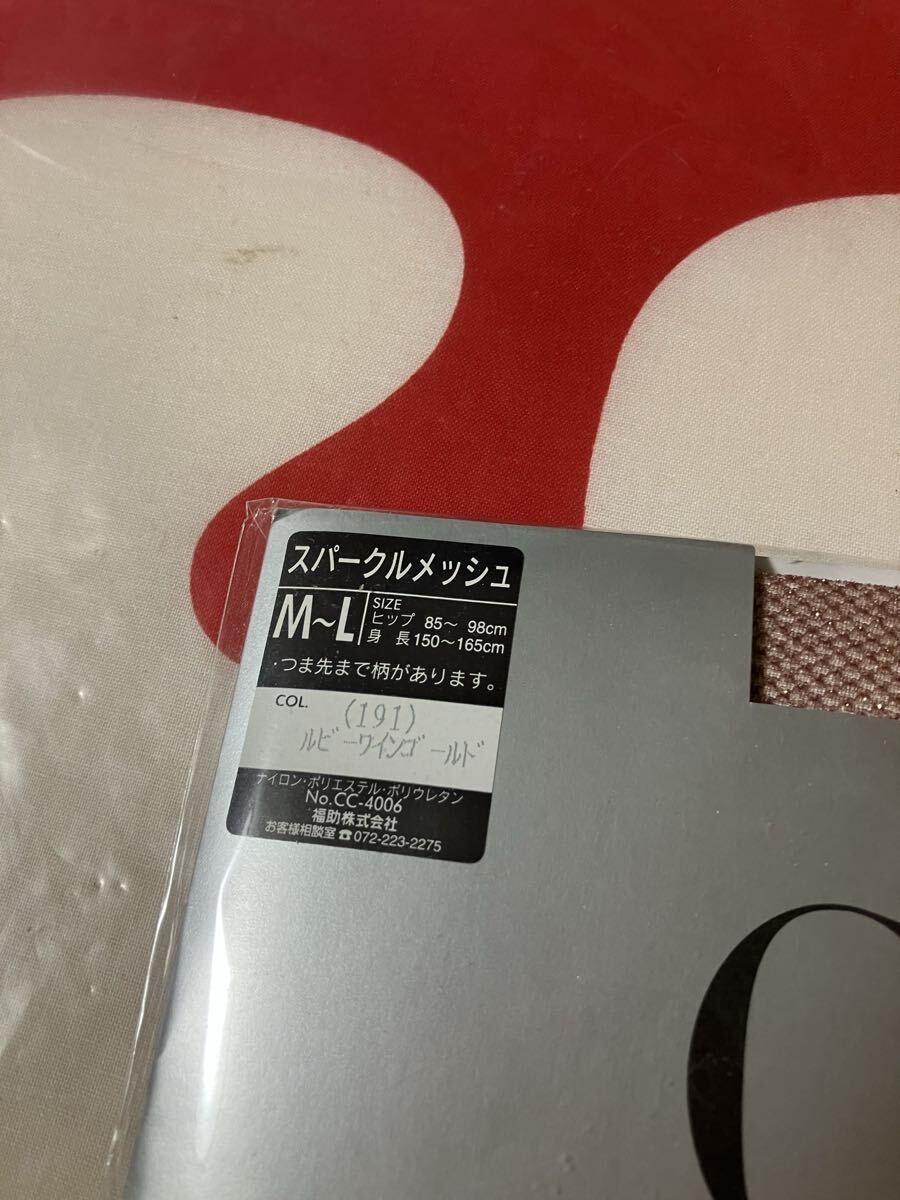 スパークルメッシュ
M~L
SIZE
ヒップ 85~ 98cm
身 長 150~165cm
・つま先まで柄があります。
COL.
(191)
ルビーワインゴールド
ナイロン・ポリエステル・ポリウレタン
No.CC-4006
福助株式会社
お客様相談室☎072-223-2275